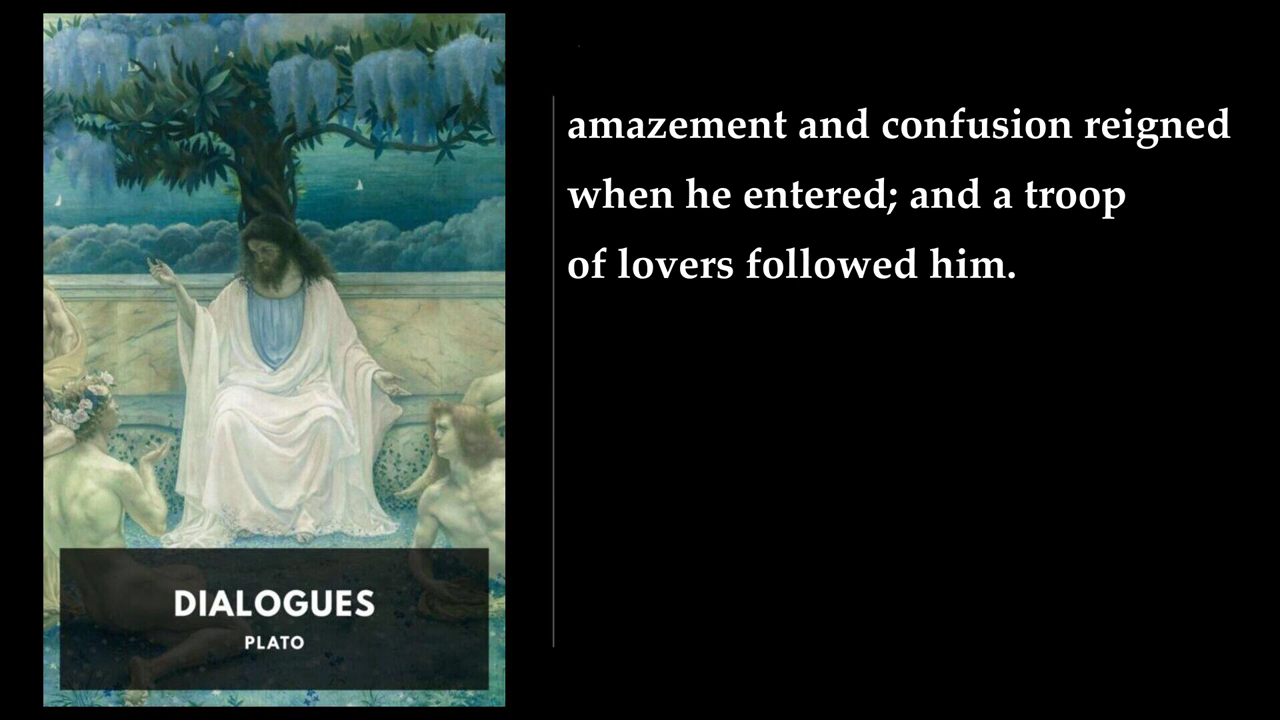 amazement and confusion reigned
when he entered; and a troop
of lovers followed him.
DIALOGUES
PLATO